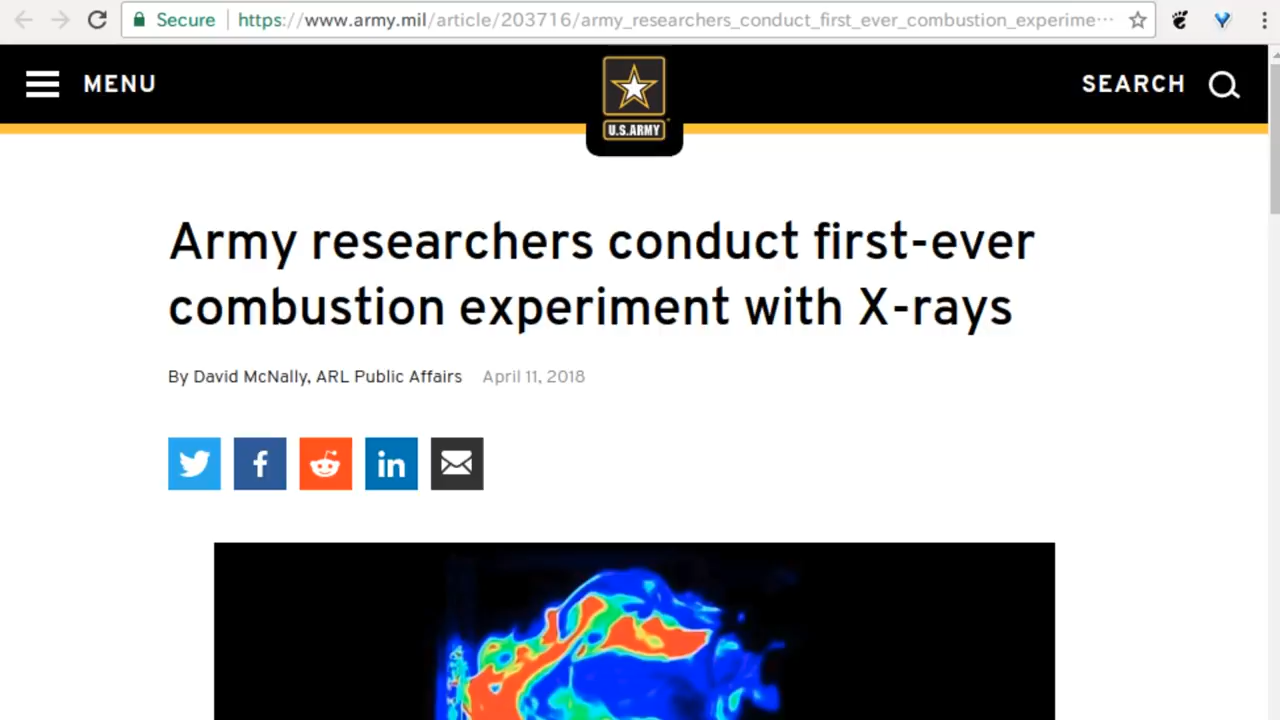 Secure https://www.army.mil/article/203716/army_researchers_conduct_first_ever_combustion_experime···
MENU
SEARCH
U.S.ARMY
Army researchers conduct first-ever
combustion experiment with X-rays
By David McNally, ARL Public Affairs April 11, 2018
f
in